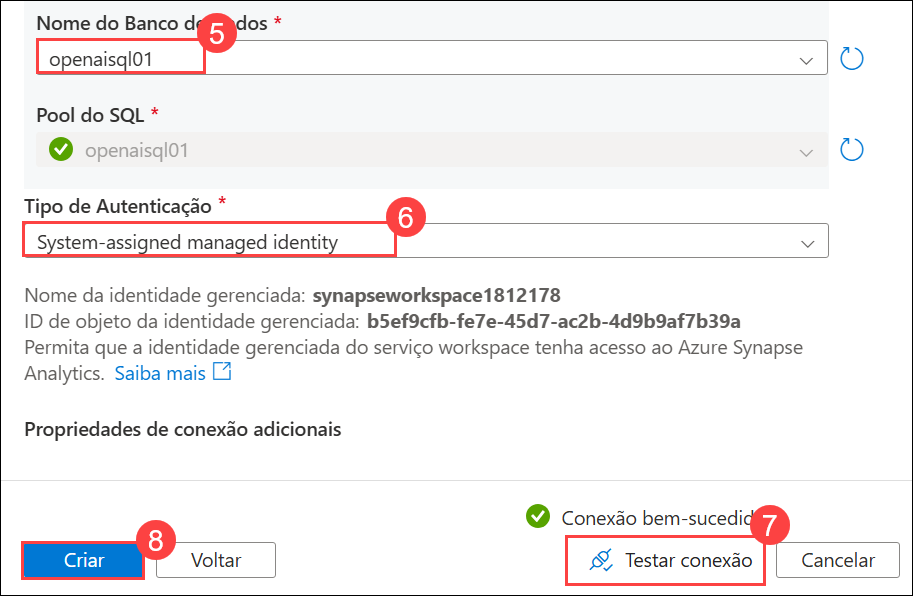 Nome do Banco de dos *
5
openaisql01
Pool do SQL *
openaisql01
Tipo de Autenticação *
6
System-assigned managed identity
Nome da identidade gerenciada: synapseworkspace1812178
ID de objeto da identidade gerenciada: b5ef9cfb-fe7e-45d7-ac2b-4d9b9af7b39a
Permita que a identidade gerenciada do serviço workspace tenha acesso ao Azure Synapse
Analytics. Saiba mais
Propriedades de conexão adicionais
Conexão bem-sucedid
7
8
Criar
Voltar
Testar conexão
Cancelar